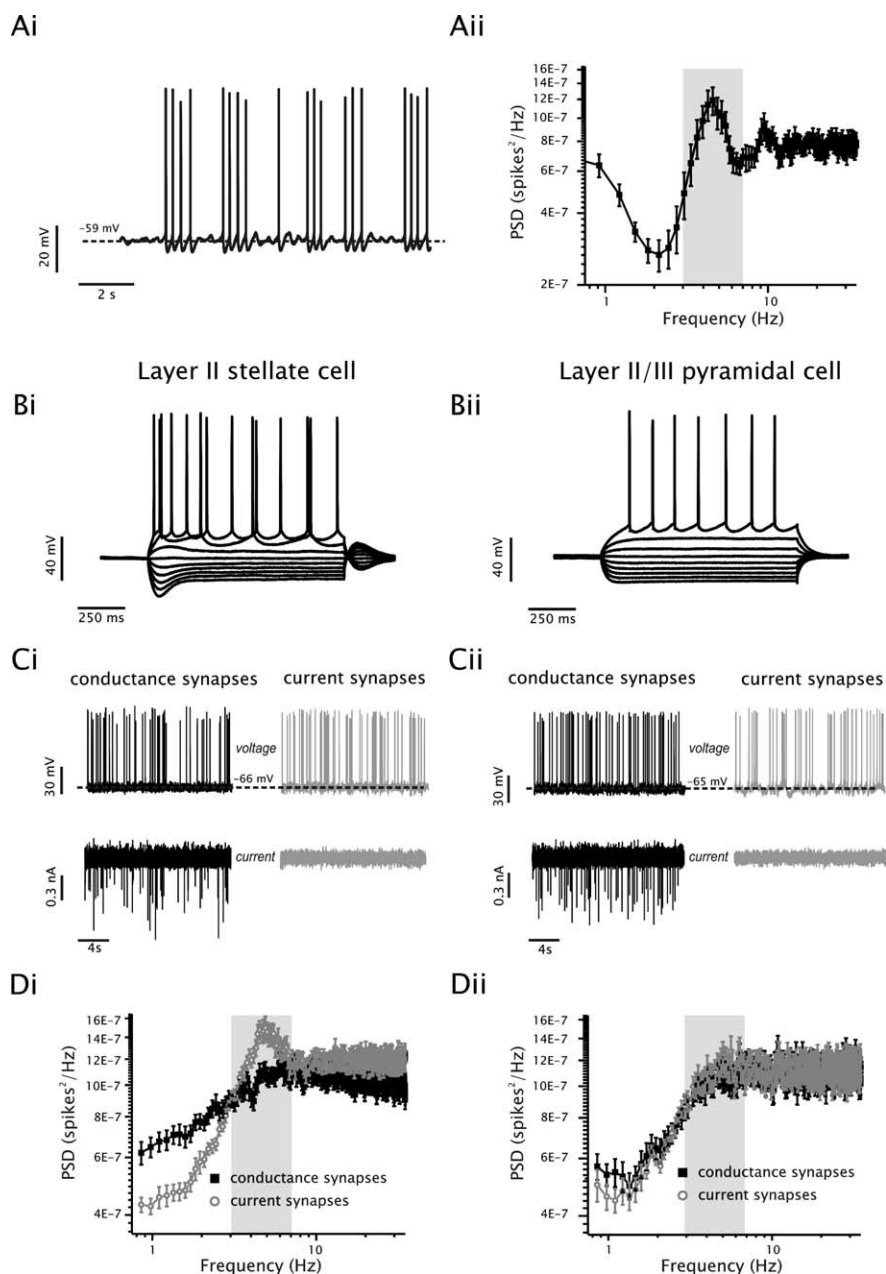 Ai
−59 mV
20 mV
2 s
Aii
16E-7
14E-7
12E-7
10E-7
8E-7
6E-7
4E-7
2E-7
PSD (spikes²/Hz)
1
10
Frequency (Hz)
Layer II stellate cell
Bi
40 mV
250 ms
Layer II/III pyramidal cell
Bii
40 mV
250 ms
Ci
conductance synapses
current synapses
voltage
−66 mV
30 mV
current
0.3 nA
4s
Cii
conductance synapses
current synapses
voltage
−65 mV
30 mV
current
0.3 nA
4s
Di
16E-7
14E-7
12E-7
10E-7
8E-7
6E-7
4E-7
PSD (spikes²/Hz)
conductance synapses
current synapses
1
10
Frequency (Hz)
Dii
16E-7
14E-7
12E-7
10E-7
8E-7
6E-7
4E-7
PSD (spikes²/Hz)
conductance synapses
current synapses
1
10
Frequency (Hz)